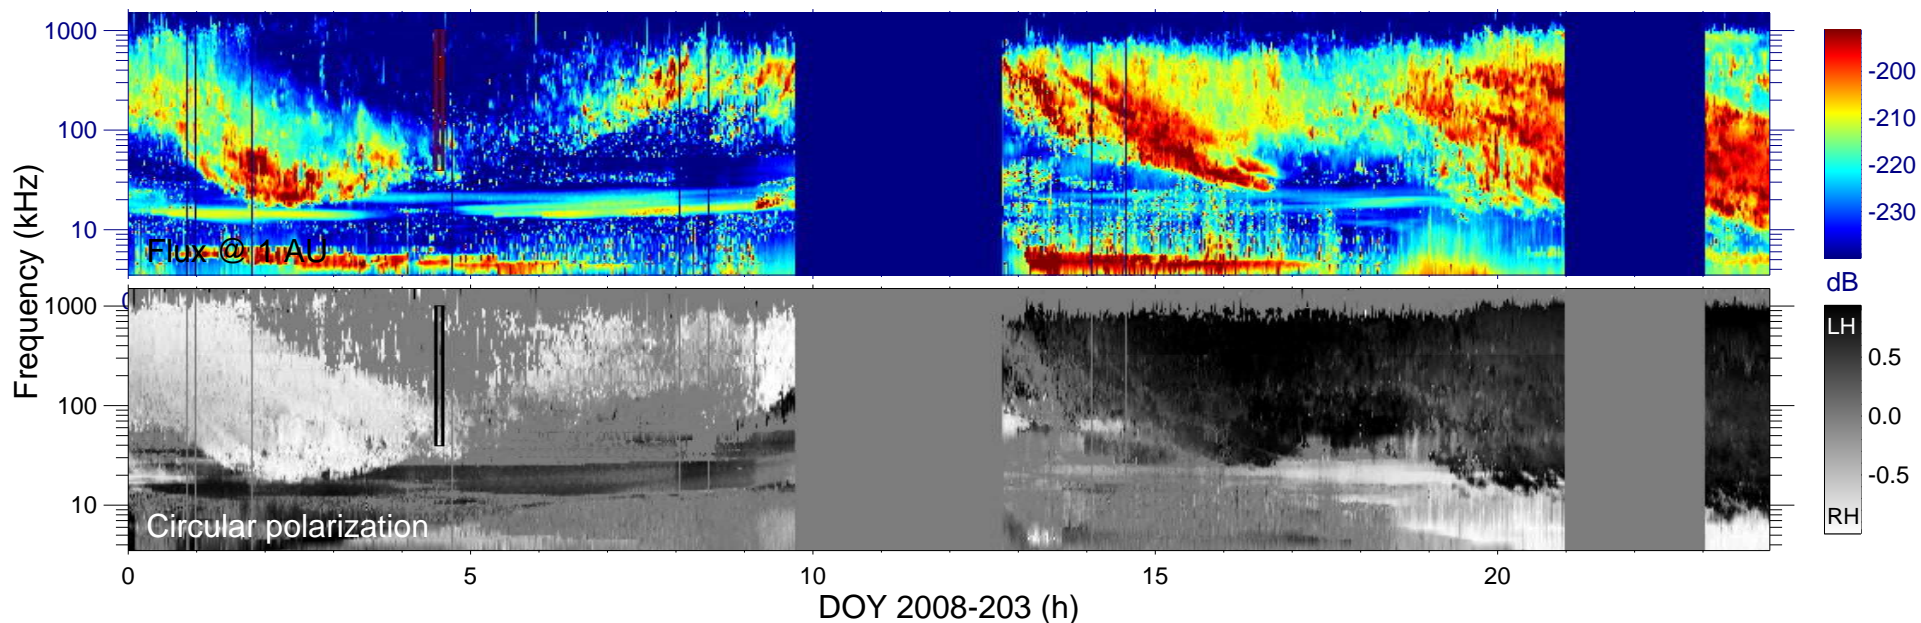 1000
100
10
Flux @ 1 AU
-200
-210
-220
-230
dB
Frequency (kHz)
0
1000
100
10
Circular polarization
LH
0.5
0.0
-0.5
RH
0
5
10
15
20
DOY 2008-203 (h)